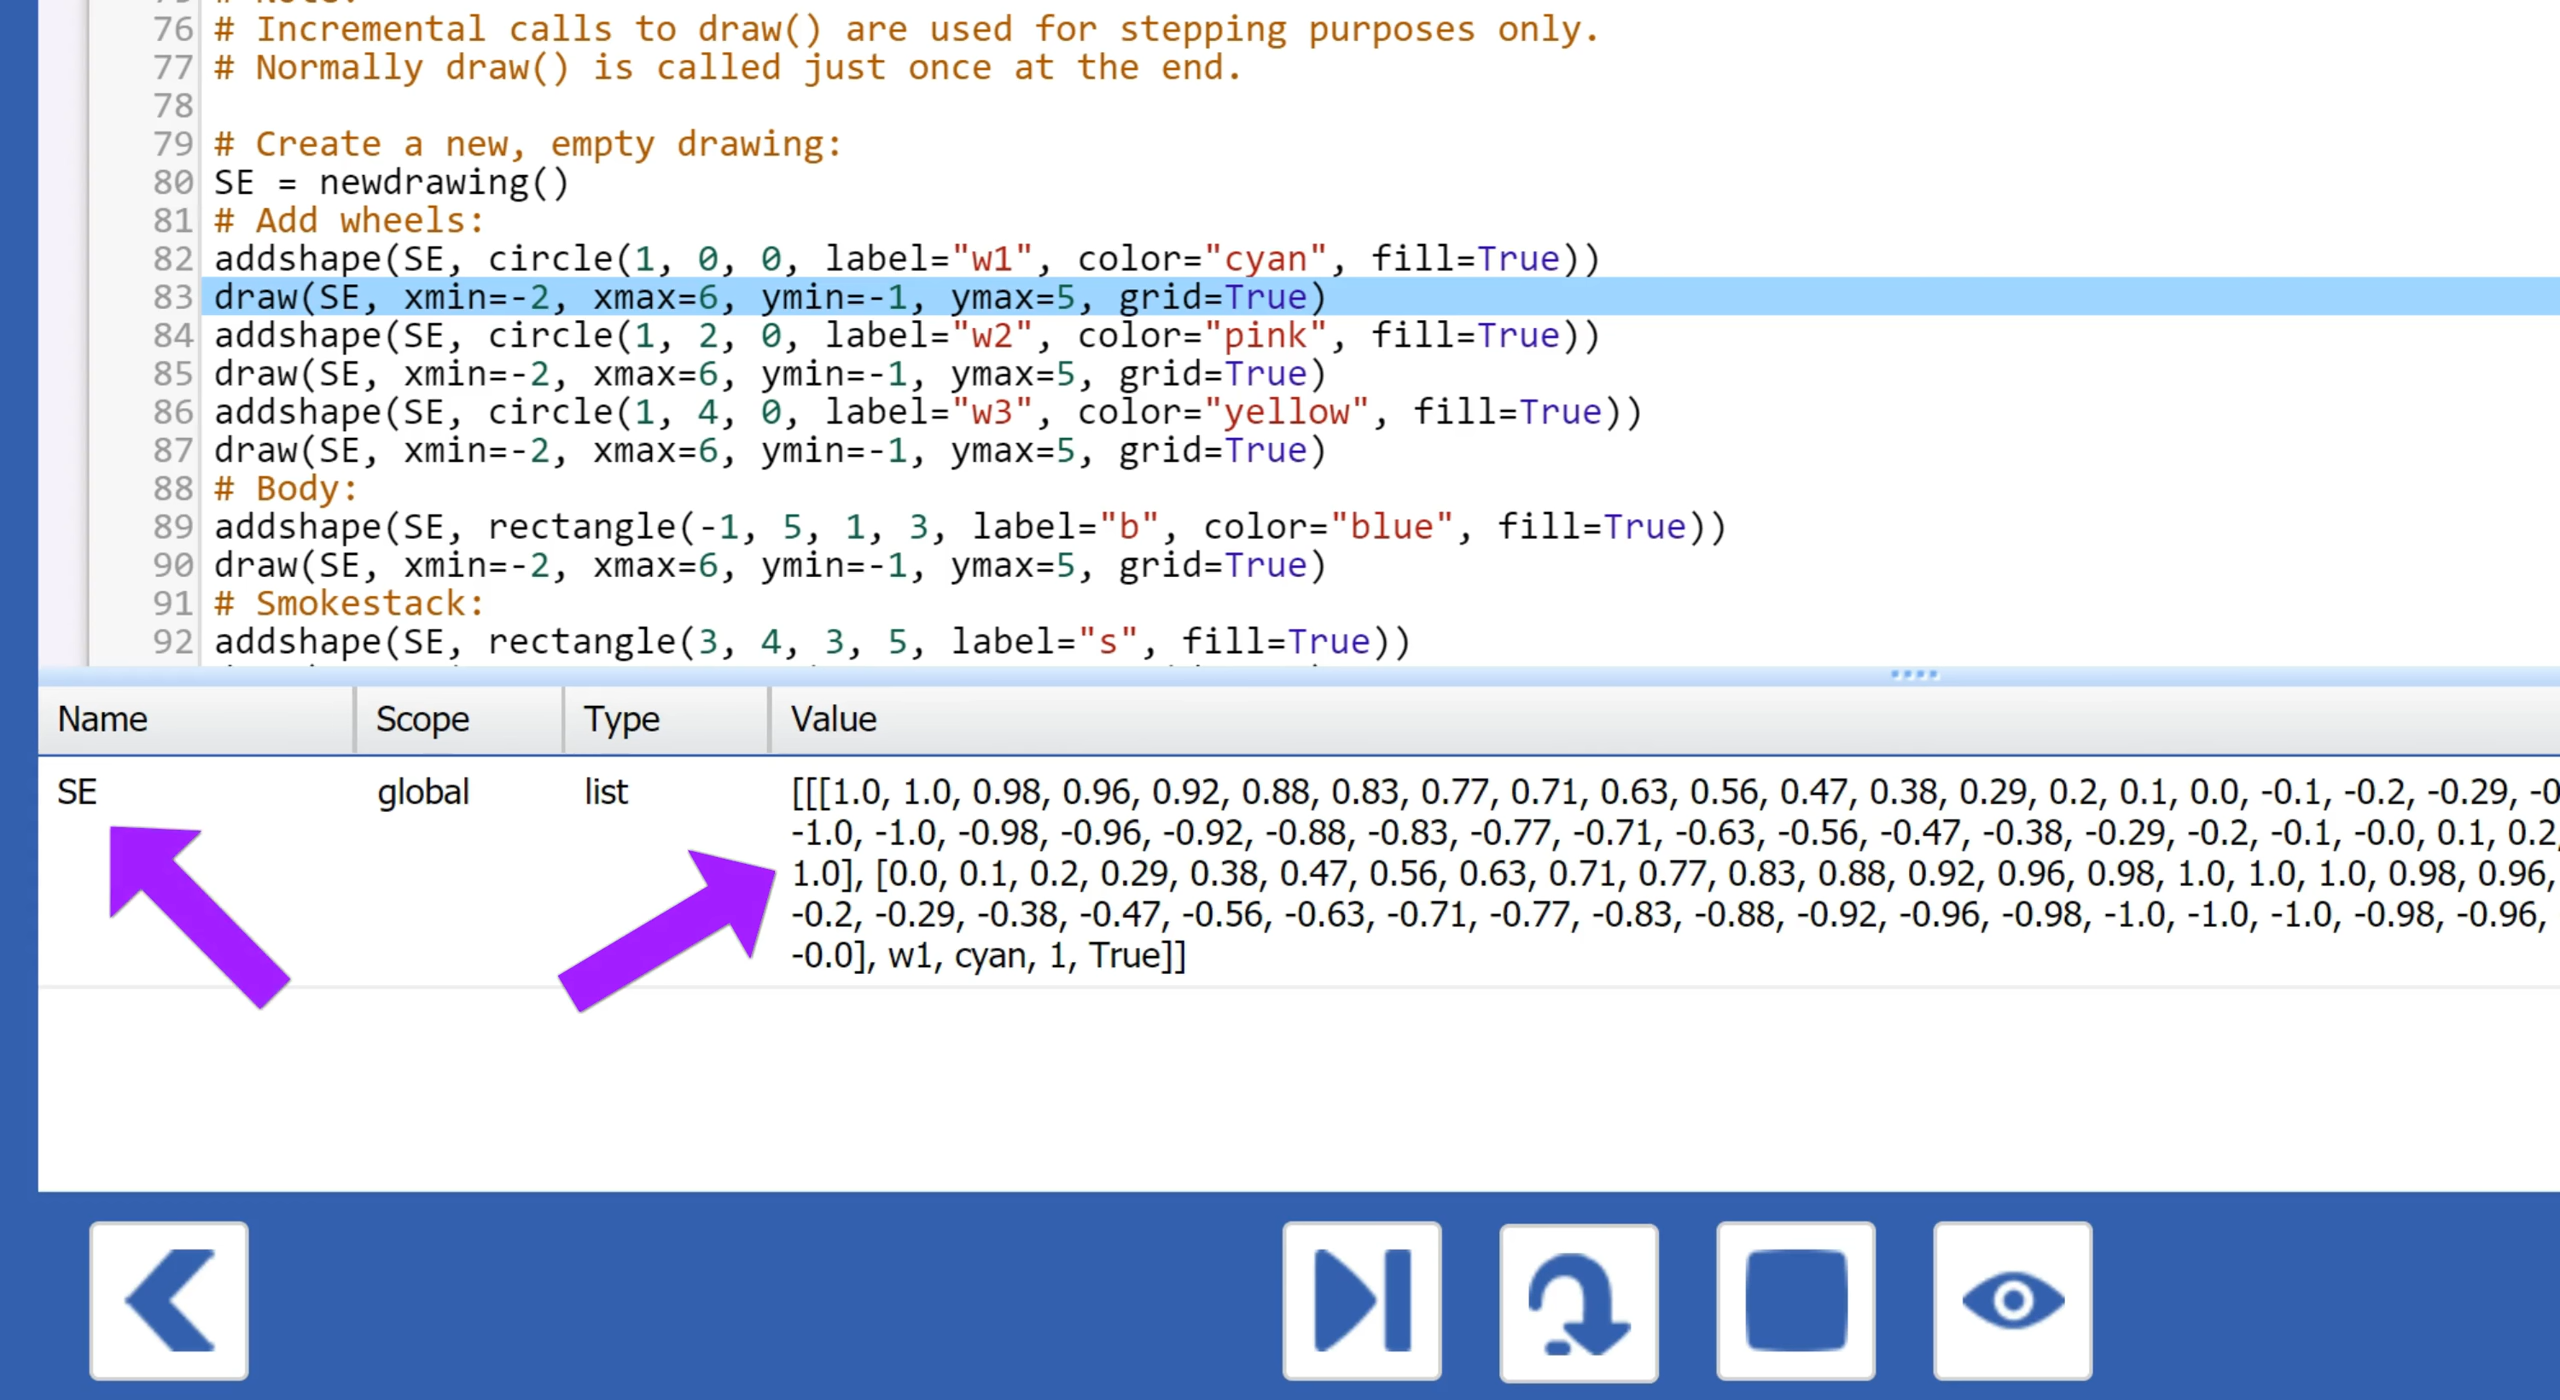 76 # Incremental calls to draw() are used for stepping purposes only.
77 # Normally draw() is called just once at the end.
78
79 # Create a new, empty drawing:
80 SE = newdrawing()
81 # Add wheels:
82 addshape(SE, circle(1, 0, 0, label="w1", color="cyan", fill=True))
83 draw(SE, xmin=-2, xmax=6, ymin=-1, ymax=5, grid=True)
84 addshape(SE, circle(1, 2, 0, label="w2", color="pink", fill=True))
85 draw(SE, xmin=-2, xmax=6, ymin=-1, ymax=5, grid=True)
86 addshape(SE, circle(1, 4, 0, label="w3", color="yellow", fill=True))
87 draw(SE, xmin=-2, xmax=6, ymin=-1, ymax=5, grid=True)
88 # Body:
89 addshape(SE, rectangle(-1, 5, 1, 3, label="b", color="blue", fill=True))
90 draw(SE, xmin=-2, xmax=6, ymin=-1, ymax=5, grid=True)
91 # Smokestack:
92 addshape(SE, rectangle(3, 4, 3, 5, label="s", fill=True))
Name Scope Type Value
SE global list [[[1.0, 1.0, 0.98, 0.96, 0.92, 0.88, 0.83, 0.77, 0.71, 0.63, 0.56, 0.47, 0.38, 0.29, 0.2, 0.1, 0.0, -0.1, -0.2, -0.29,
-1.0, -1.0, -0.98, -0.96, -0.92, -0.88, -0.83, -0.77, -0.71, -0.63, -0.56, -0.47, -0.38, -0.29, -0.2, -0.1, -0.0, 0.1, 0.2,
1.0], [0.0, 0.1, 0.2, 0.29, 0.38, 0.47, 0.56, 0.63, 0.71, 0.77, 0.83, 0.88, 0.92, 0.96, 0.98, 1.0, 1.0, 1.0, 0.98, 0.96,
-0.2, -0.29, -0.38, -0.47, -0.56, -0.63, -0.71, -0.77, -0.83, -0.88, -0.92, -0.96, -0.98, -1.0, -1.0, -1.0, -0.98, -0.96,
-0.0], w1, cyan, 1, True]]